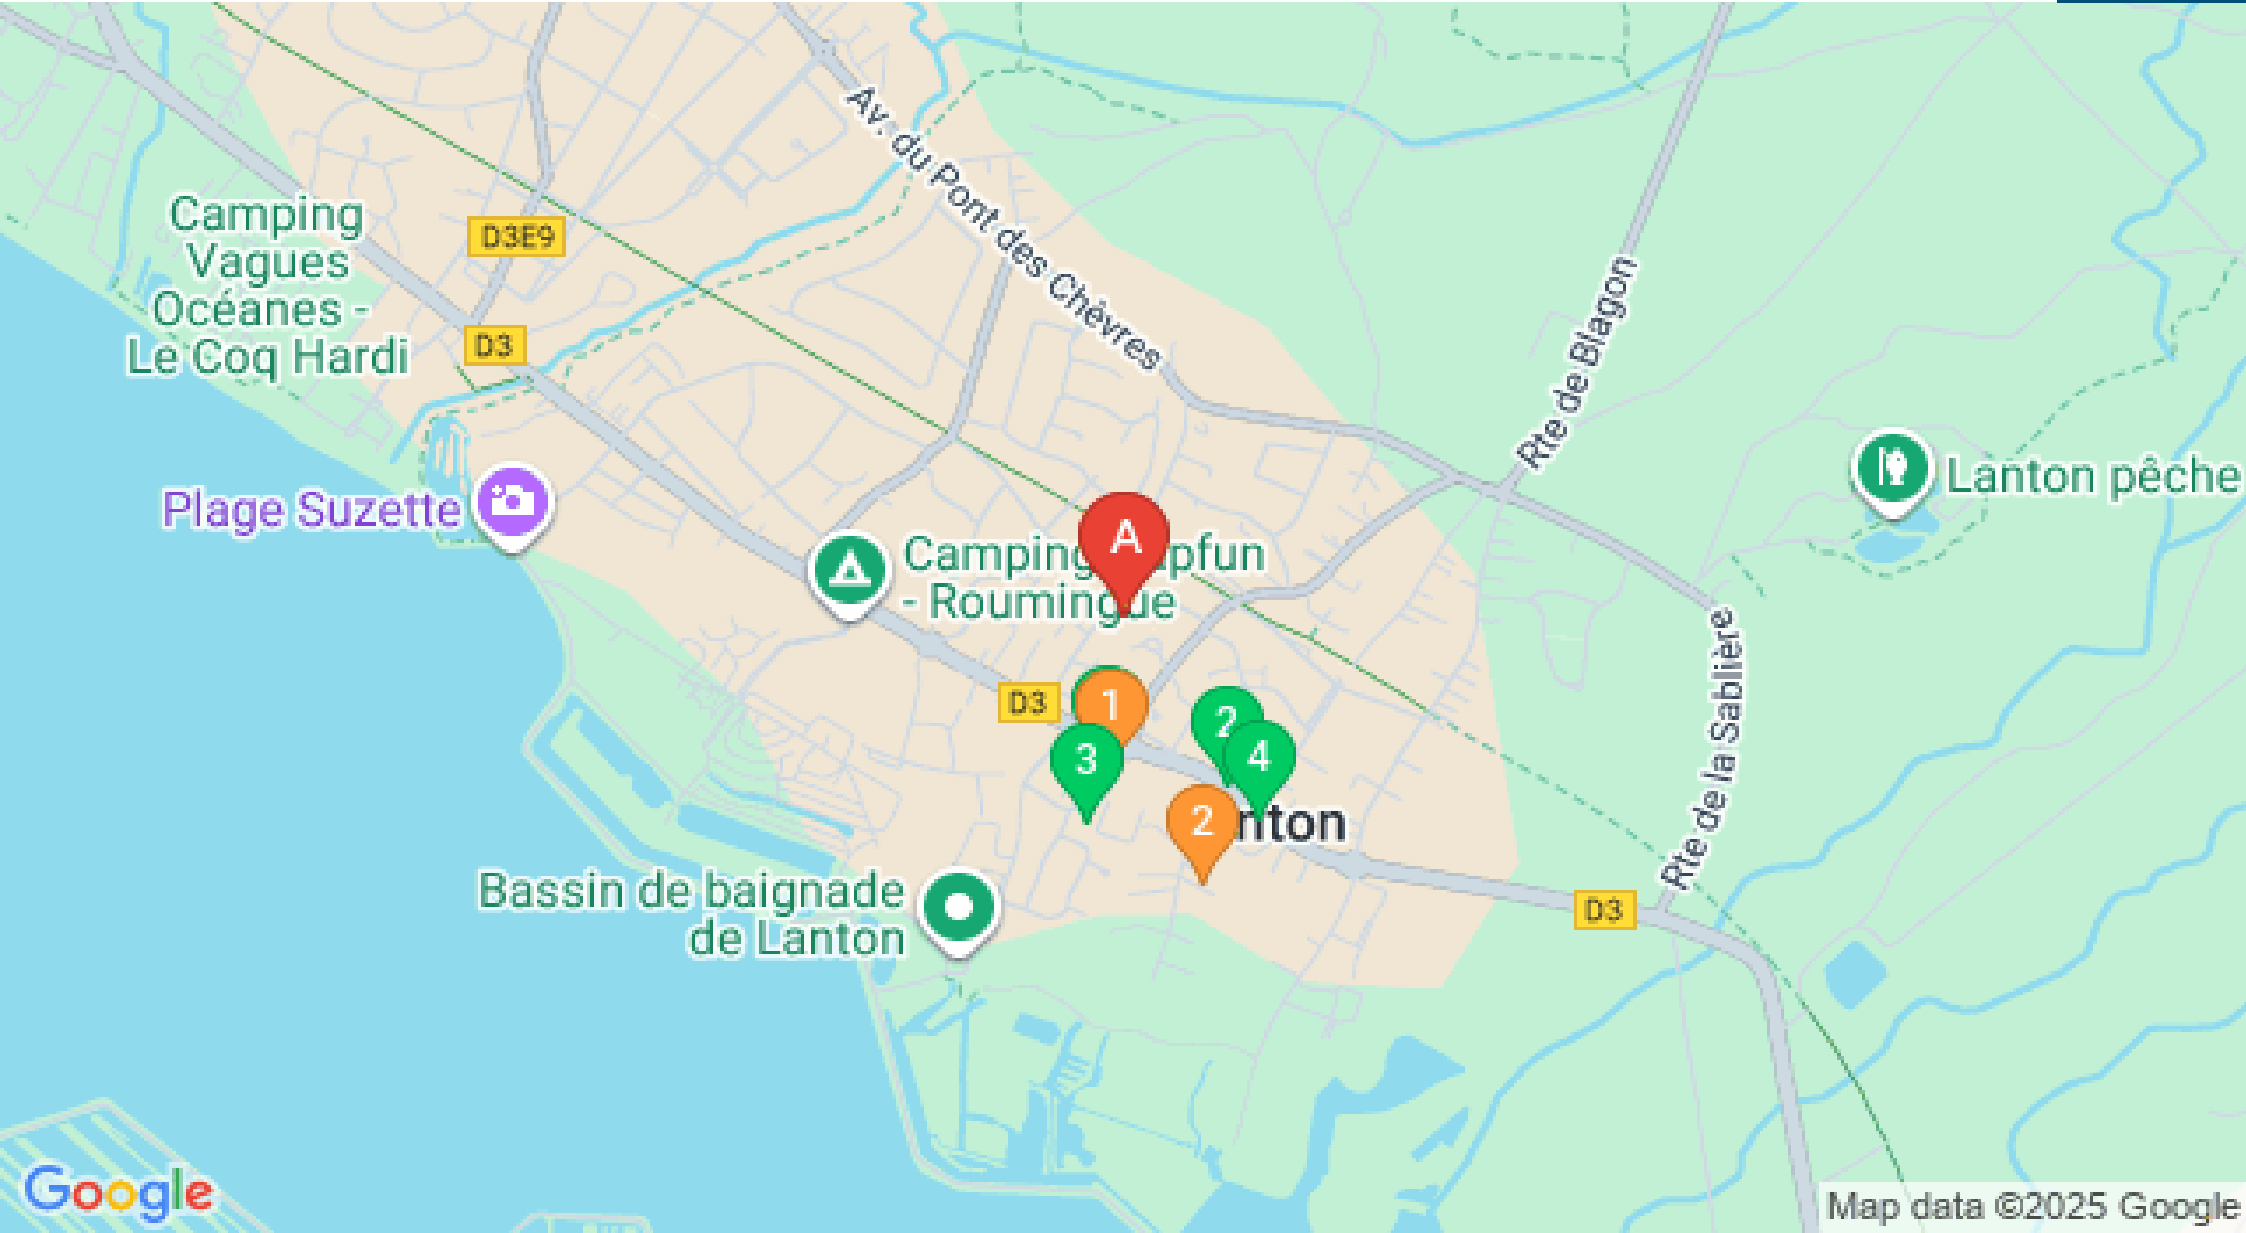 Av. du Pont des Chèvres
Camping
Vagues
Océanes -
Le Coq Hardi
D3E9
D3
Rte de Blagon
Plage Suzette
Lanton pêche
A
Camping
pfun
- Roumingue
Rte de la Sablière
D3
1
2
3
4
2
nton
Bassin de baignade
de Lanton
D3
Google
Map data ©2025 Google